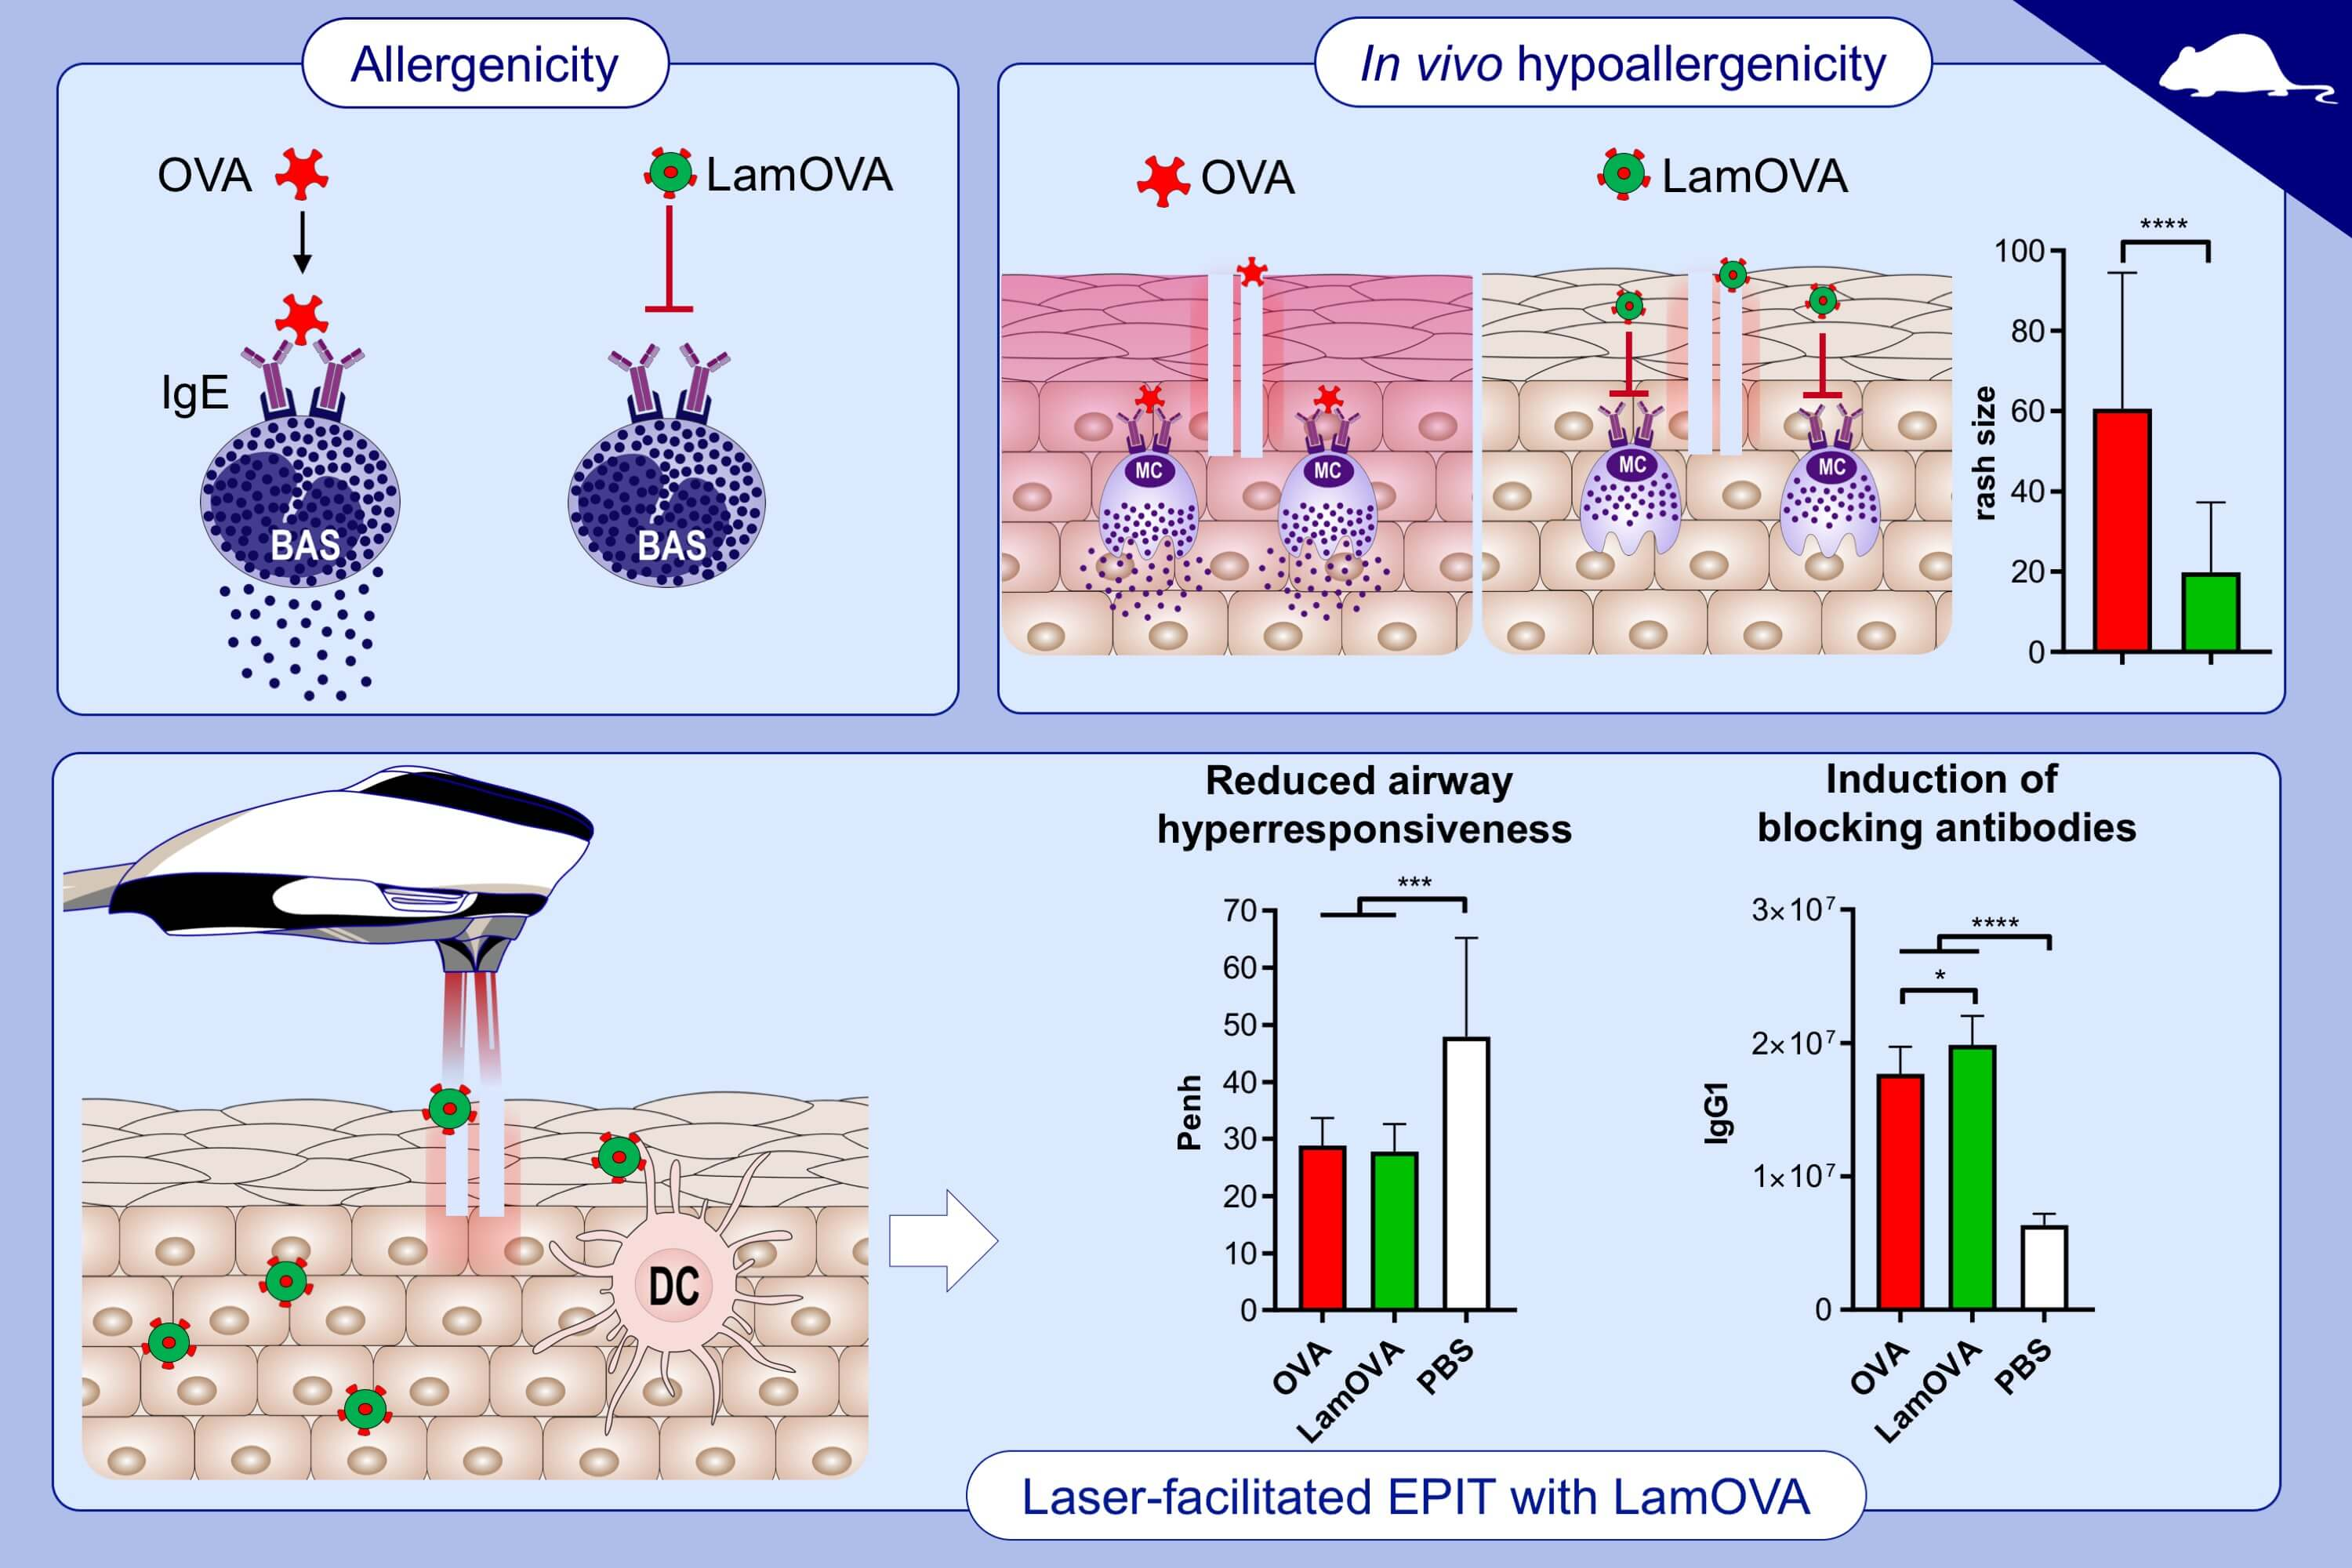 Allergenicity
OVA
LamOVA
IgE
BAS
BAS
In vivo hypoallergenicity
OVA
LamOVA
MC
MC
MC
MC
****
100
80
60
40
20
0
rash size
DC
Reduced airway
hyperresponsiveness
***
70
60
50
40
30
20
10
0
Penh
OVA
LamOVA
PBS
Induction of
blocking antibodies
****
*
3×10⁷
2×10⁷
1×10⁷
0
IgG1
OVA
LamOVA
PBS
Laser-facilitated EPIT with LamOVA